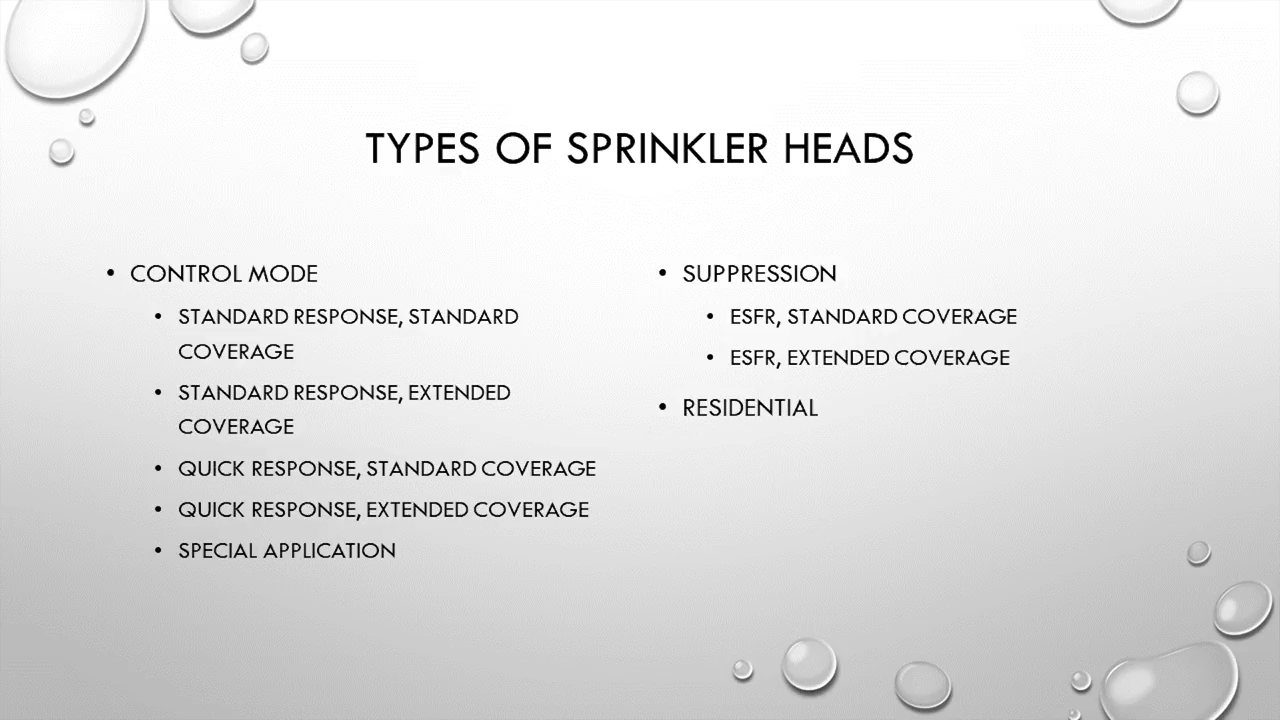 TYPES OF SPRINKLER HEADS
• CONTROL MODE
• STANDARD RESPONSE, STANDARD
COVERAGE
• STANDARD RESPONSE, EXTENDED
COVERAGE
• QUICK RESPONSE, STANDARD COVERAGE
• QUICK RESPONSE, EXTENDED COVERAGE
• SPECIAL APPLICATION
• SUPPRESSION
• ESFR, STANDARD COVERAGE
• ESFR, EXTENDED COVERAGE
• RESIDENTIAL